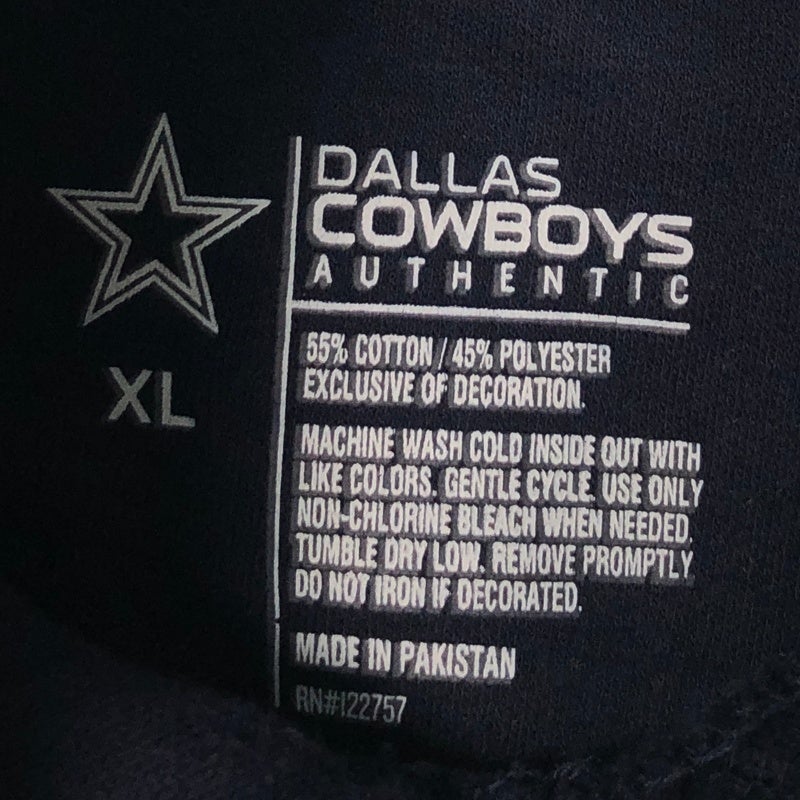 DALLAS
COWBOYS
AUTHENTIC
XL
55% COTTON / 45% POLYESTER
EXCLUSIVE OF DECORATION.
MACHINE WASH COLD INSIDE OUT WITH
LIKE COLORS. GENTLE CYCLE. USE ONLY
NON-CHLORINE BLEACH WHEN NEEDED.
TUMBLE DRY LOW. REMOVE PROMPTLY
DO NOT IRON IF DECORATED.
MADE IN PAKISTAN
RN#122757